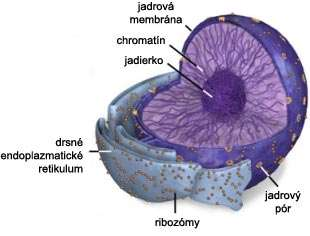 jadrová
membrána
chromatín
jadierko
drsné
endoplazmatické
retikulum
ribozómy
jadrový
pór